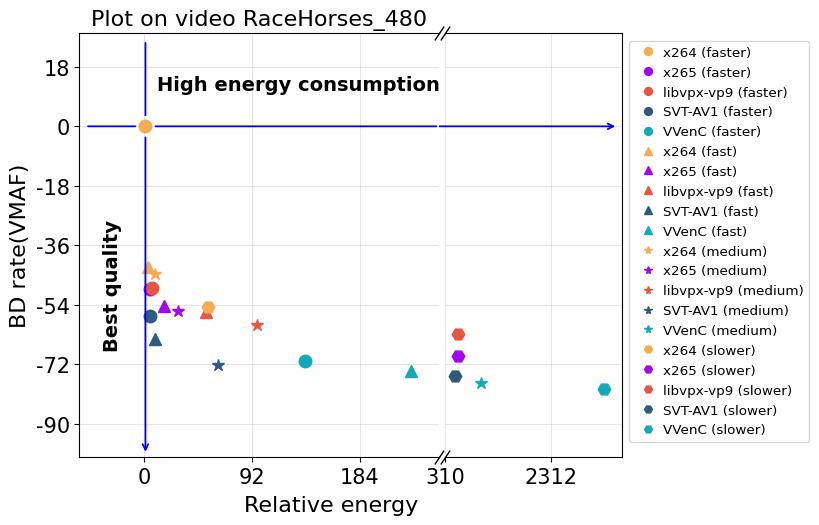 Plot on video RaceHorses_480
18
0
-18
-36
-54
-72
-90
BD rate(VMAF)
High energy consumption
Best quality
0
92
184
310
2312
Relative energy
x264 (faster)
x265 (faster)
libvpx-vp9 (faster)
SVT-AV1 (faster)
VVenC (faster)
x264 (fast)
x265 (fast)
libvpx-vp9 (fast)
SVT-AV1 (fast)
VVenC (fast)
x264 (medium)
x265 (medium)
libvpx-vp9 (medium)
SVT-AV1 (medium)
VVenC (medium)
x264 (slower)
x265 (slower)
libvpx-vp9 (slower)
SVT-AV1 (slower)
VVenC (slower)